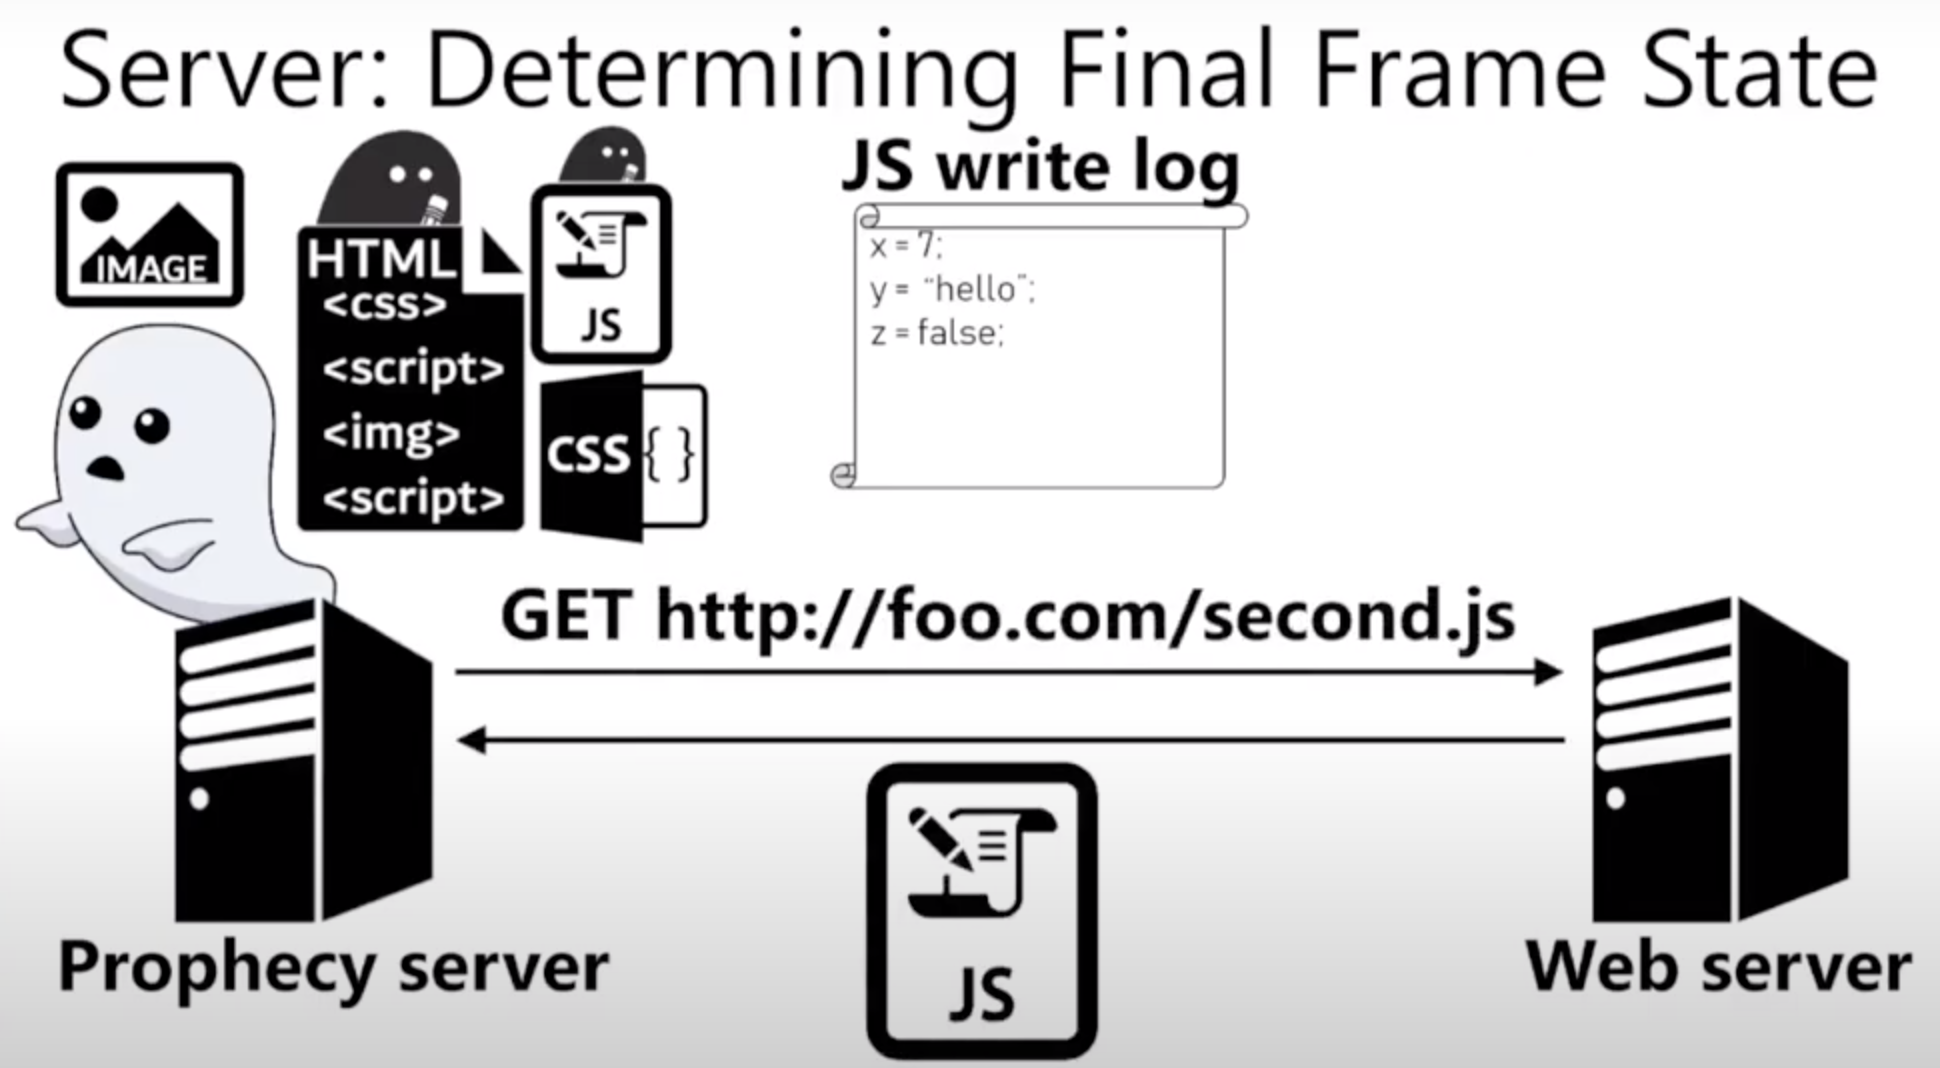 Server: Determining Final Frame State
IMAGE
HTML
<css>
<script>
<img>
<script>
JS
CSS { }
JS write log
x = 7;
y = “hello”;
z = false;
GET http://foo.com/second.js
JS
Prophecy server
Web server